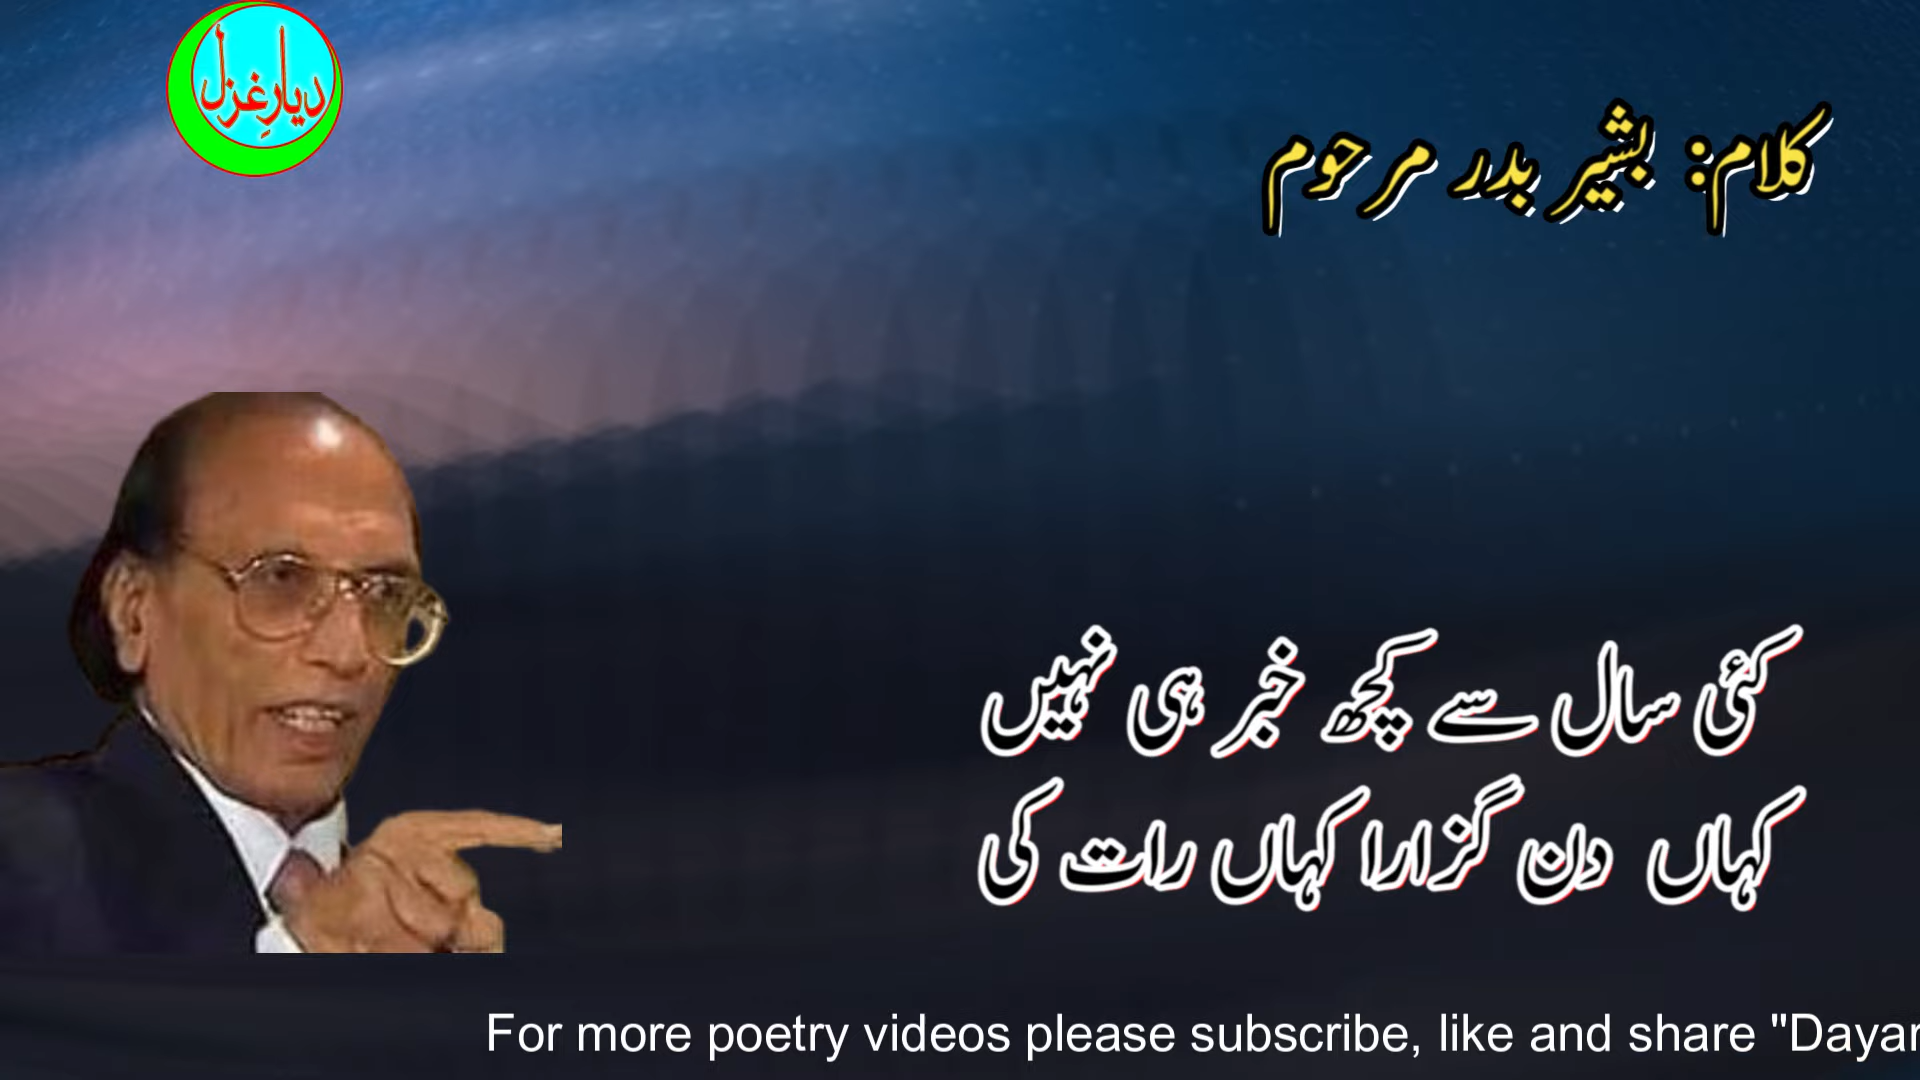 دیارِغزل
کلام: بشیر بدر مرحوم
کئی سال سے کچھ خبر ہی نہیں
کہاں دن گزارا کہاں رات کی
For more poetry videos please subscribe, like and share "Dayar